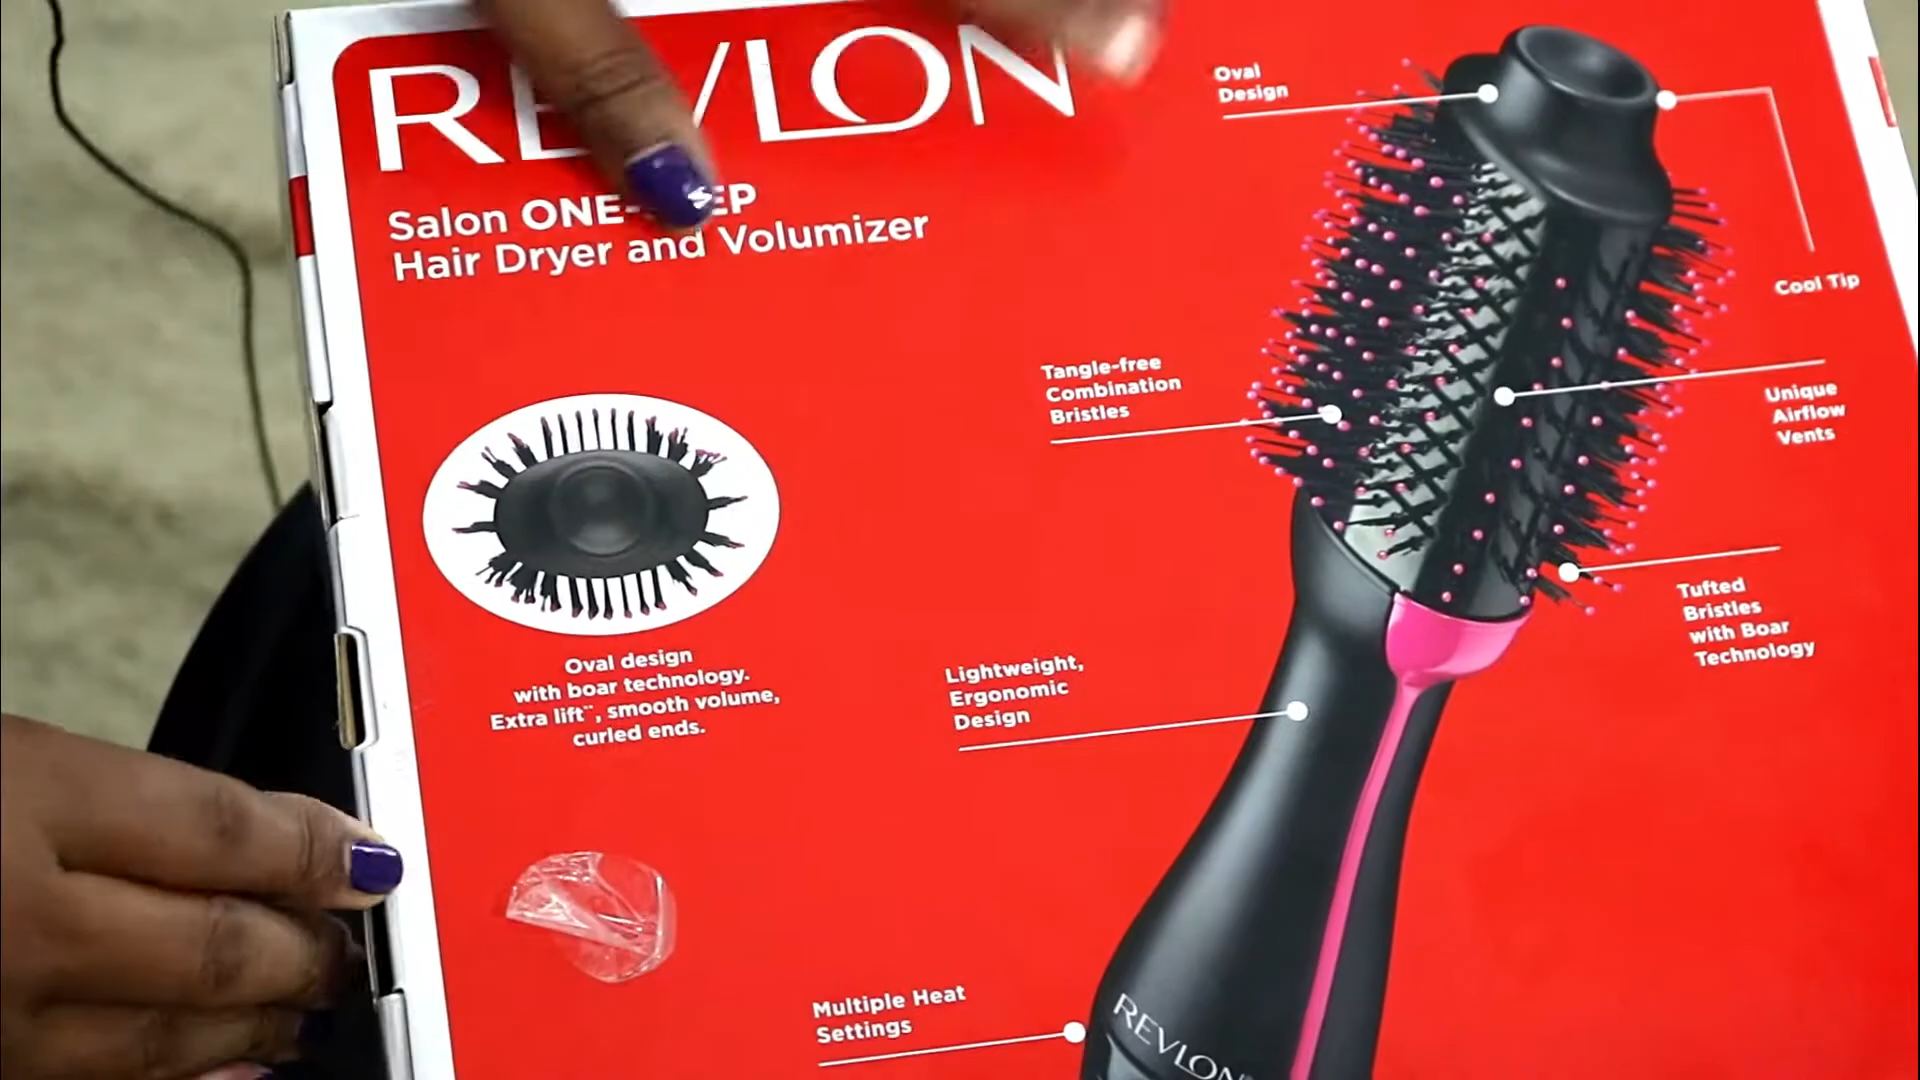 REVLON
Salon ONE-STEP
Hair Dryer and Volumizer
Oval
Design
Cool Tip
Tangle-free
Combination
Bristles
Unique
Airflow
Vents
Tufted
Bristles
with Boar
Technology
Oval design
with boar technology.
Extra lift™, smooth volume,
curled ends.
Lightweight,
Ergonomic
Design
Multiple Heat
Settings
REVLON